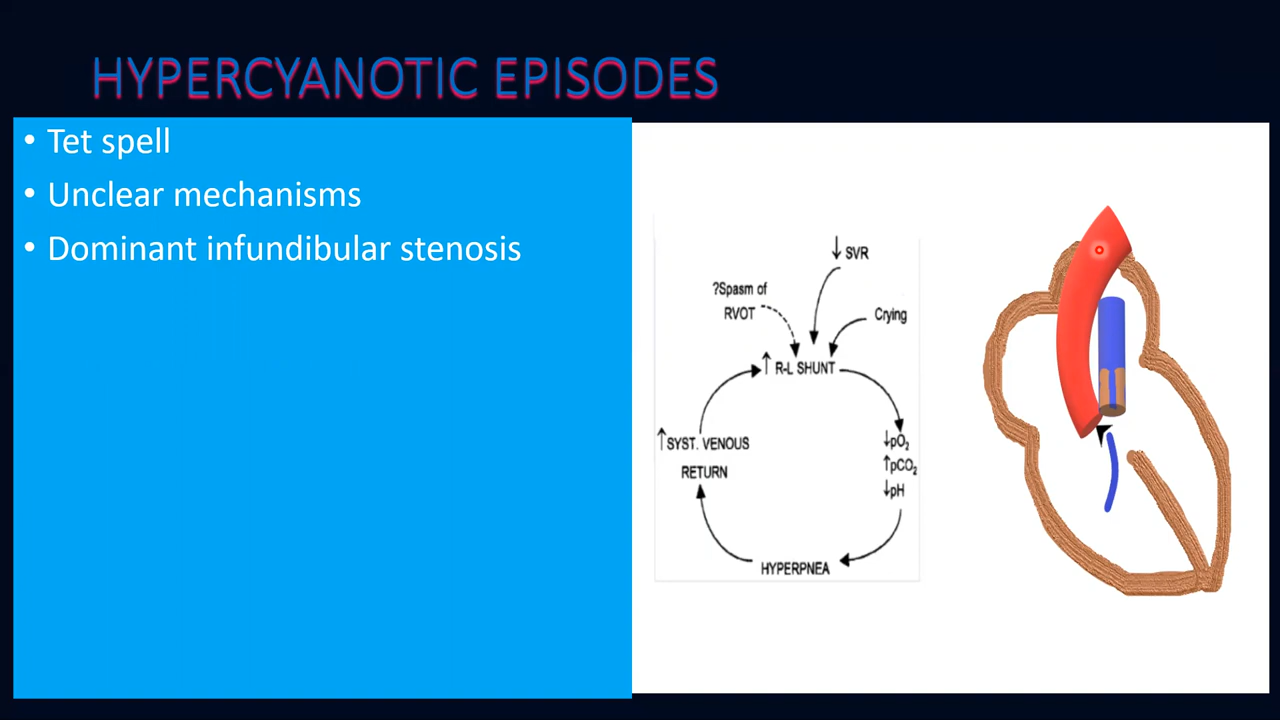 HYPERCYANOTIC EPISODES
• Tet spell
• Unclear mechanisms
• Dominant infundibular stenosis
↓ SVR
?Spasm of
RVOT
Crying
↑ R-L SHUNT
↑SYST. VENOUS
RETURN
↓pO₂
↑pCO₂
↓pH
HYPERPNEA